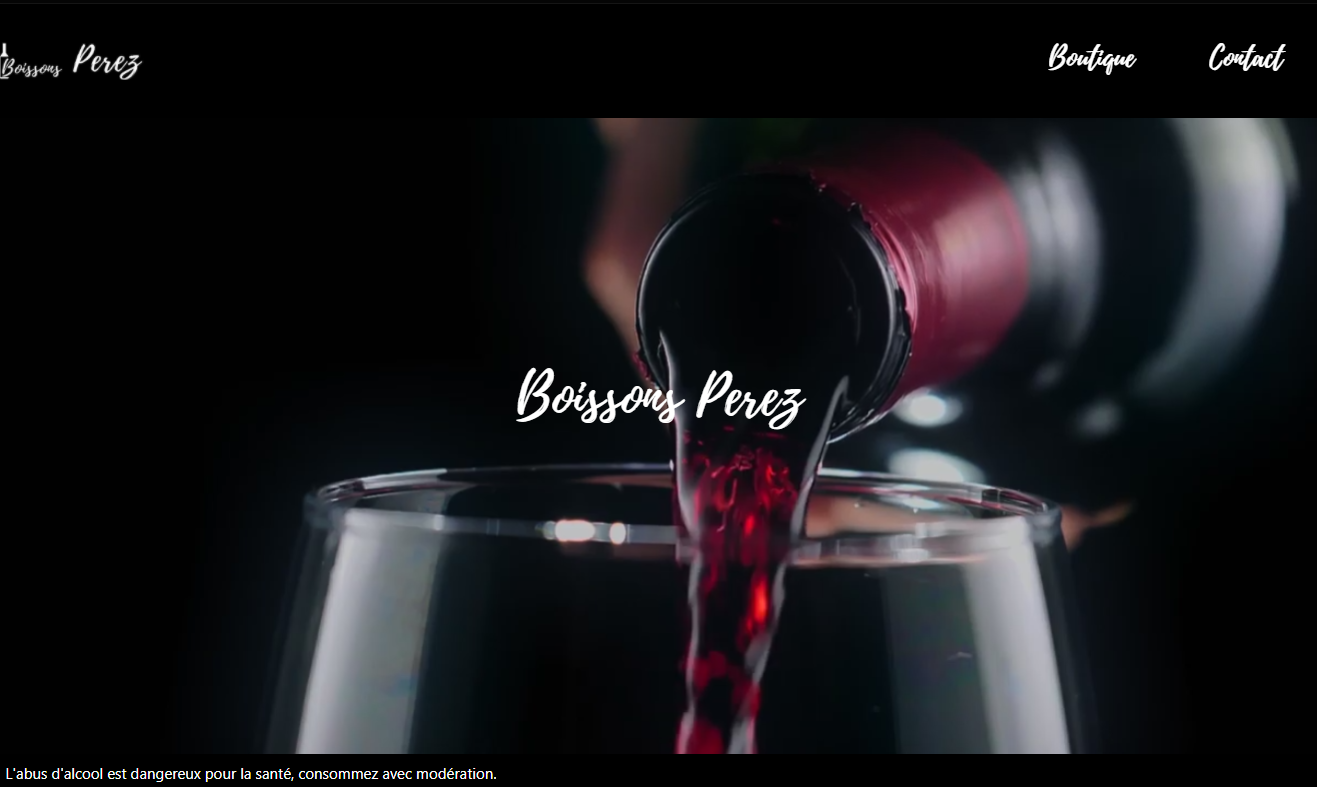 Boissons Perez
Boutique
Contact
Boissons Perez
L'abus d'alcool est dangereux pour la santé, consommez avec modération.